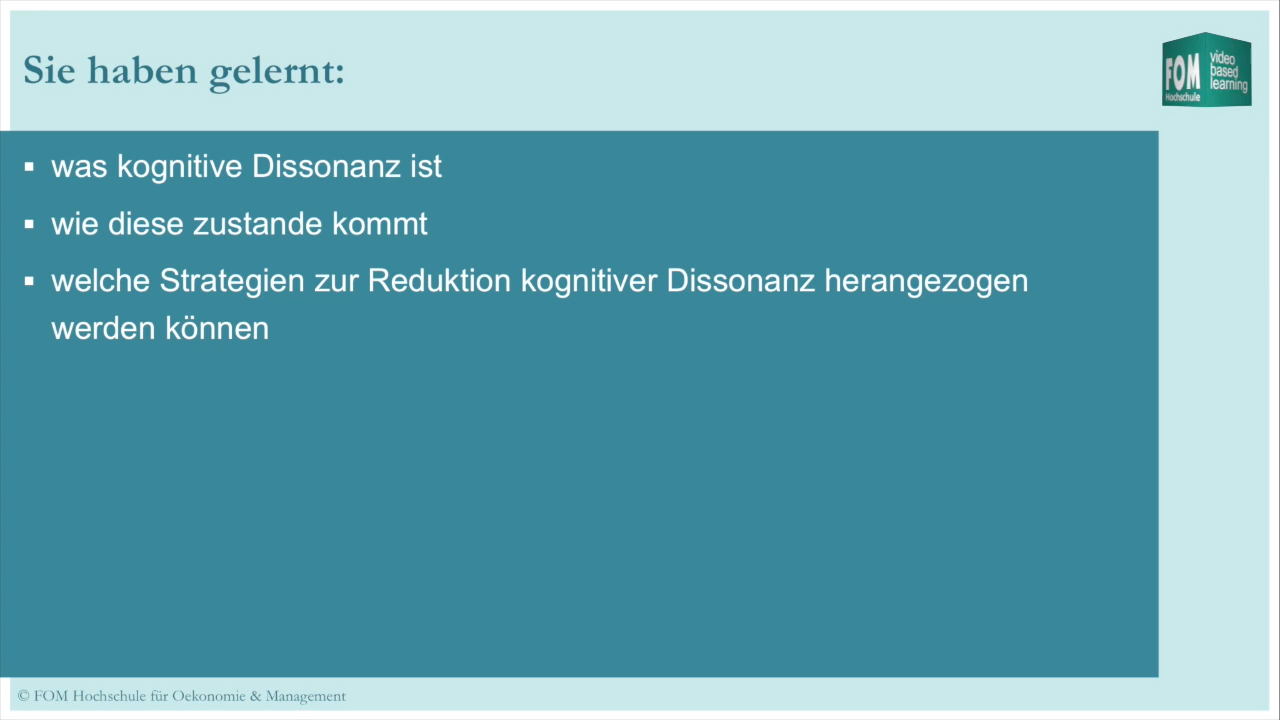 Sie haben gelernt:
FOM
Hochschule
video
based
learning
▪ was kognitive Dissonanz ist
▪ wie diese zustande kommt
▪ welche Strategien zur Reduktion kognitiver Dissonanz herangezogen
werden können
© FOM Hochschule für Oekonomie & Management